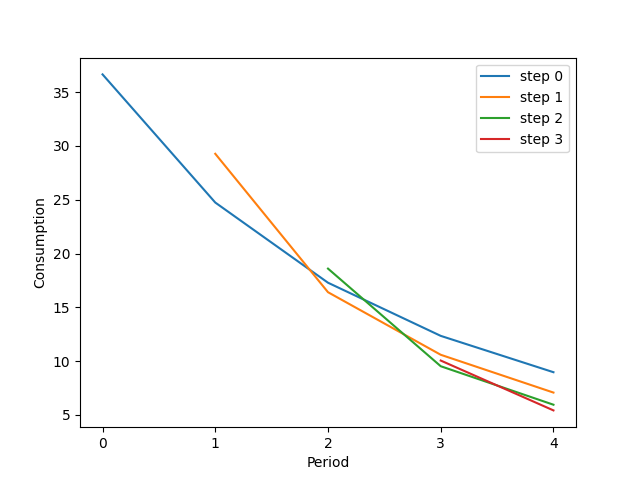 step 0
step 1
step 2
step 3
35
30
25
20
15
10
5
Consumption
0 1 2 3 4
Period